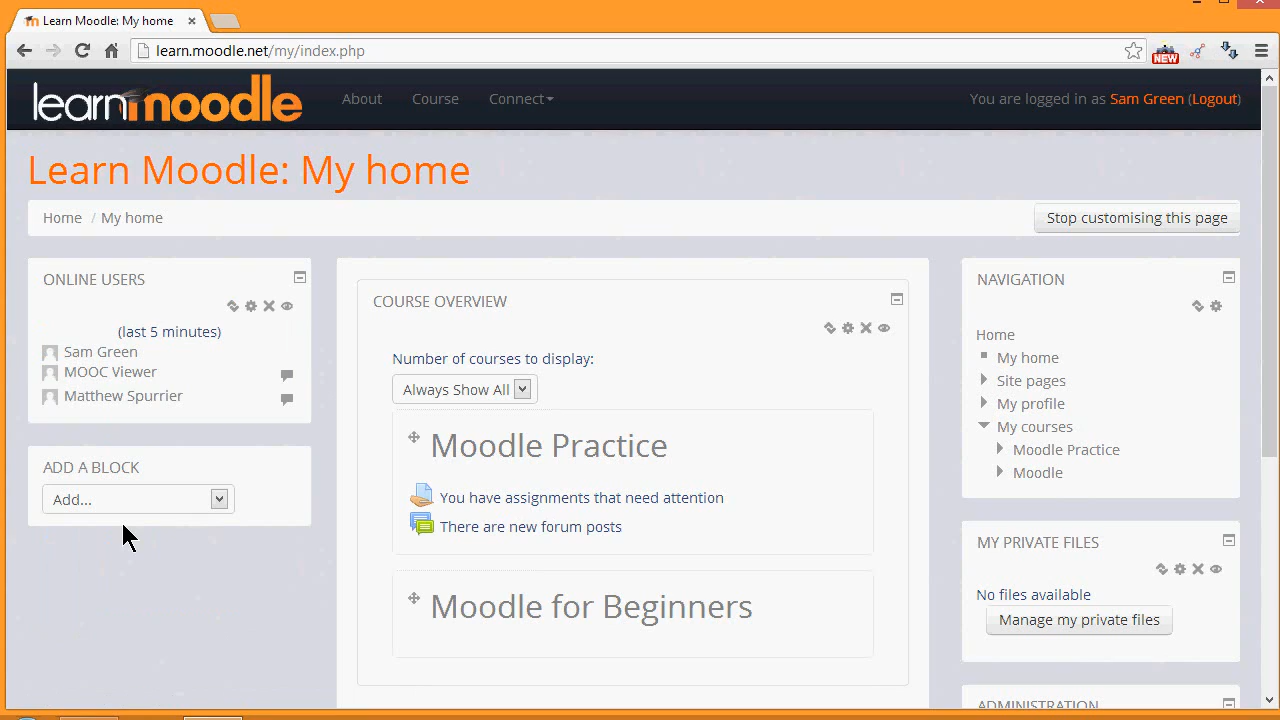 Learn Moodle: My home
learn.moodle.net/my/index.php
NEW
learn moodle
About
Course
Connect
You are logged in as Sam Green (Logout)
Learn Moodle: My home
Home / My home
Stop customising this page
ONLINE USERS
(last 5 minutes)
Sam Green
MOOC Viewer
Matthew Spurrier
ADD A BLOCK
Add...
COURSE OVERVIEW
Number of courses to display:
Always Show All
Moodle Practice
You have assignments that need attention
There are new forum posts
Moodle for Beginners
NAVIGATION
Home
My home
Site pages
My profile
My courses
Moodle Practice
Moodle
MY PRIVATE FILES
No files available
Manage my private files
ADMINISTRATION